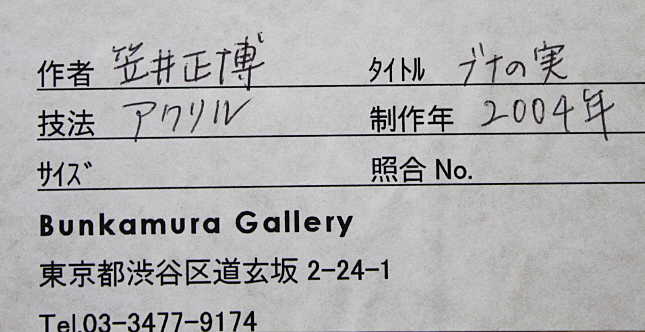 作者 笠井正博 ﾀｲﾄﾙ ブナの実
技法 アクリル 制作年 2004年
ｻｲｽﾞ 照合 No.
Bunkamura Gallery
東京都渋谷区道玄坂 2-24-1
Tel.03-3477-9174